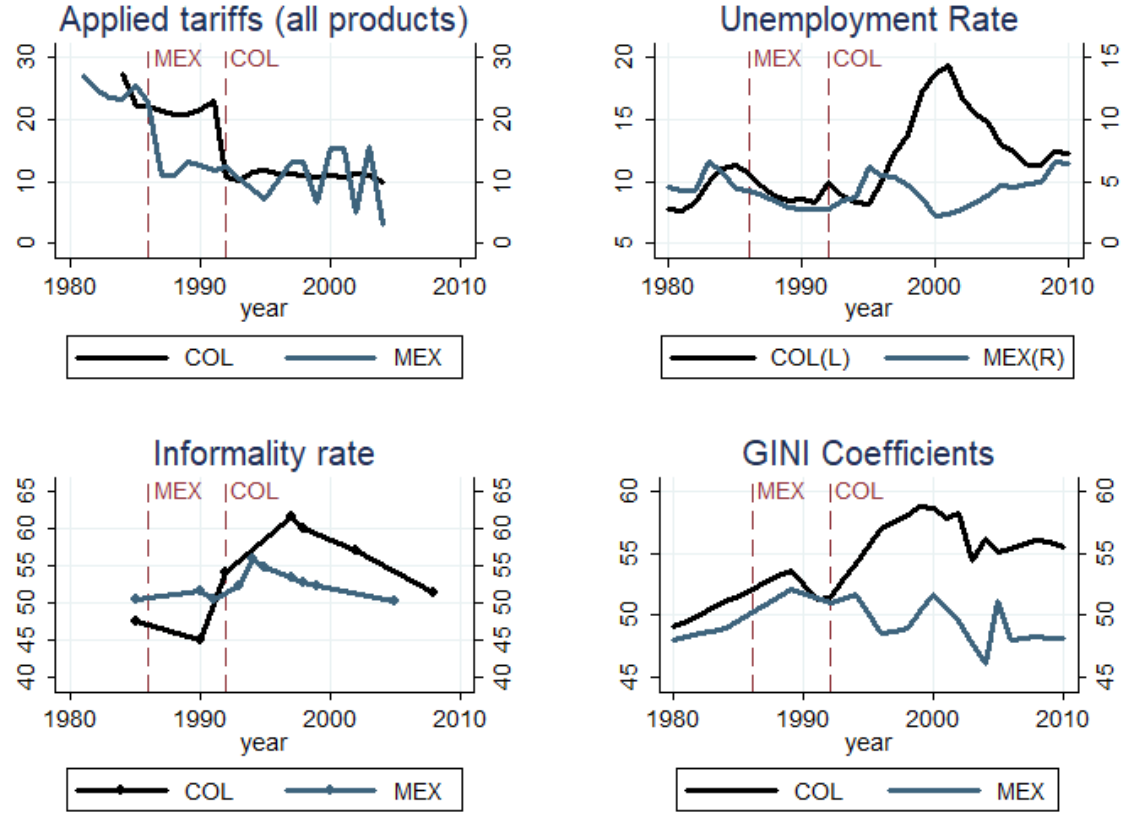 Applied tariffs (all products)
MEX COL
30 30
20 20
10 10
0 0
1980 1990 2000 2010
year
COL MEX
Unemployment Rate
MEX COL
20 15
15 10
10 5
5 0
1980 1990 2000 2010
year
COL(L) MEX(R)
Informality rate
MEX COL
65 65
60 60
55 55
50 50
45 45
40 40
1980 1990 2000 2010
year
COL MEX
GINI Coefficients
MEX COL
60 60
55 55
50 50
45 45
1980 1990 2000 2010
year
COL MEX